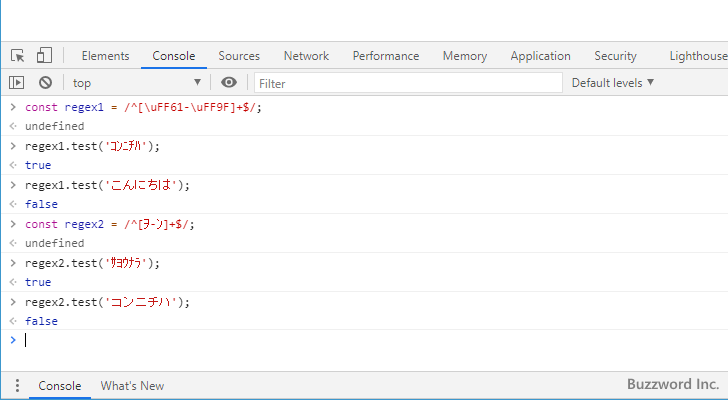 Elements Console Sources Network Performance Memory Application Security Lighthouse
top ▼ Filter Default levels ▼
> const regex1 = /^[\uFF61-\uFF9F]+$/;
<· undefined
> regex1.test('ｺﾝﾆﾁﾊ');
<· true
> regex1.test('こんにちは');
<· false
> const regex2 = /^[ｦ-ﾝ]+$/;
<· undefined
> regex2.test('ｻﾖｳﾅﾗ');
<· true
> regex2.test('コンニチハ');
<· false
>
Console What's New
Buzzword Inc.